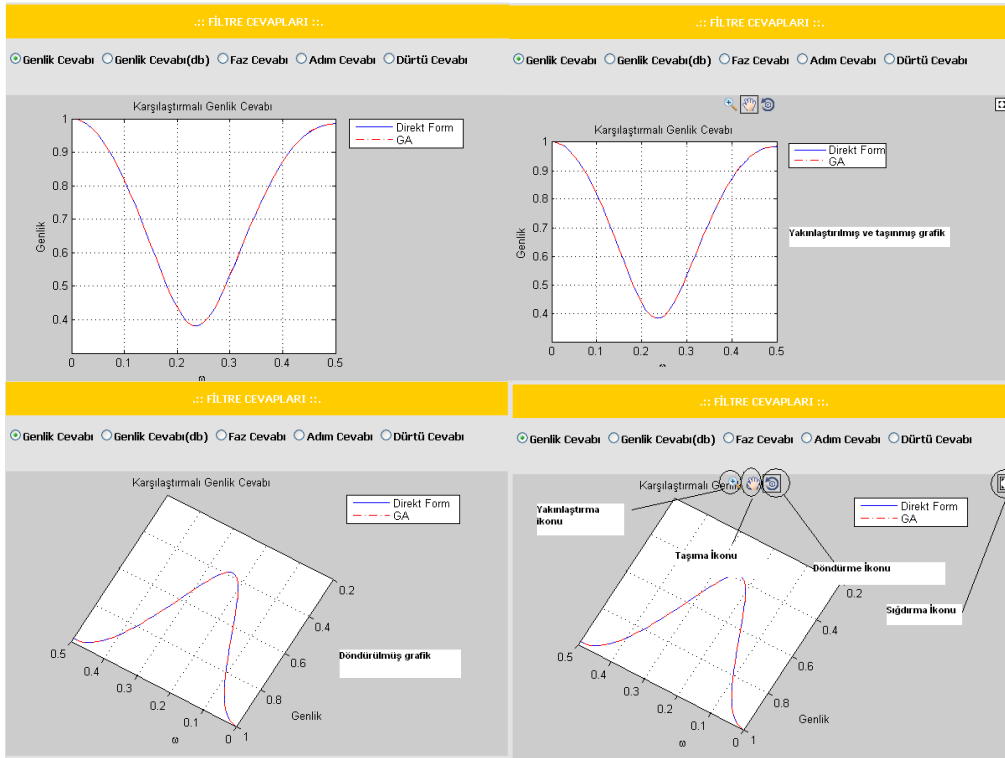 .:: FİLTRE CEVAPLARI ::.
Genlik Cevabı Genlik Cevabı(db) Faz Cevabı Adım Cevabı Dürtü Cevabı
Karşılaştırmalı Genlik Cevabı
Direkt Form
GA
Genlik
1
0.9
0.8
0.7
0.6
0.5
0.4
0 0.1 0.2 0.3 0.4 0.5
ω
.:: FİLTRE CEVAPLARI ::.
Genlik Cevabı Genlik Cevabı(db) Faz Cevabı Adım Cevabı Dürtü Cevabı
Karşılaştırmalı Genlik Cevabı
Direkt Form
GA
Yakınlaştırılmış ve taşınmış grafik
Genlik
1
0.9
0.8
0.7
0.6
0.5
0.4
0 0.1 0.2 0.3 0.4 0.5
ω
.:: FİLTRE CEVAPLARI ::.
Genlik Cevabı Genlik Cevabı(db) Faz Cevabı Adım Cevabı Dürtü Cevabı
Karşılaştırmalı Genlik Cevabı
Direkt Form
GA
0.2
0.4
0.6
0.8
1
Genlik
Döndürülmüş grafik
0.5
0.4
0.3
0.2
0.1
0
ω
.:: FİLTRE CEVAPLARI ::.
Genlik Cevabı Genlik Cevabı(db) Faz Cevabı Adım Cevabı Dürtü Cevabı
Karşılaştırmalı
Yakınlaştırma
ikonu
Direkt Form
GA
Taşıma İkonu
Döndürme İkonu
Sığdırma İkonu
0.2
0.4
0.6
0.8
1
Genlik
0.5
0.4
0.3
0.2
0.1
0
ω